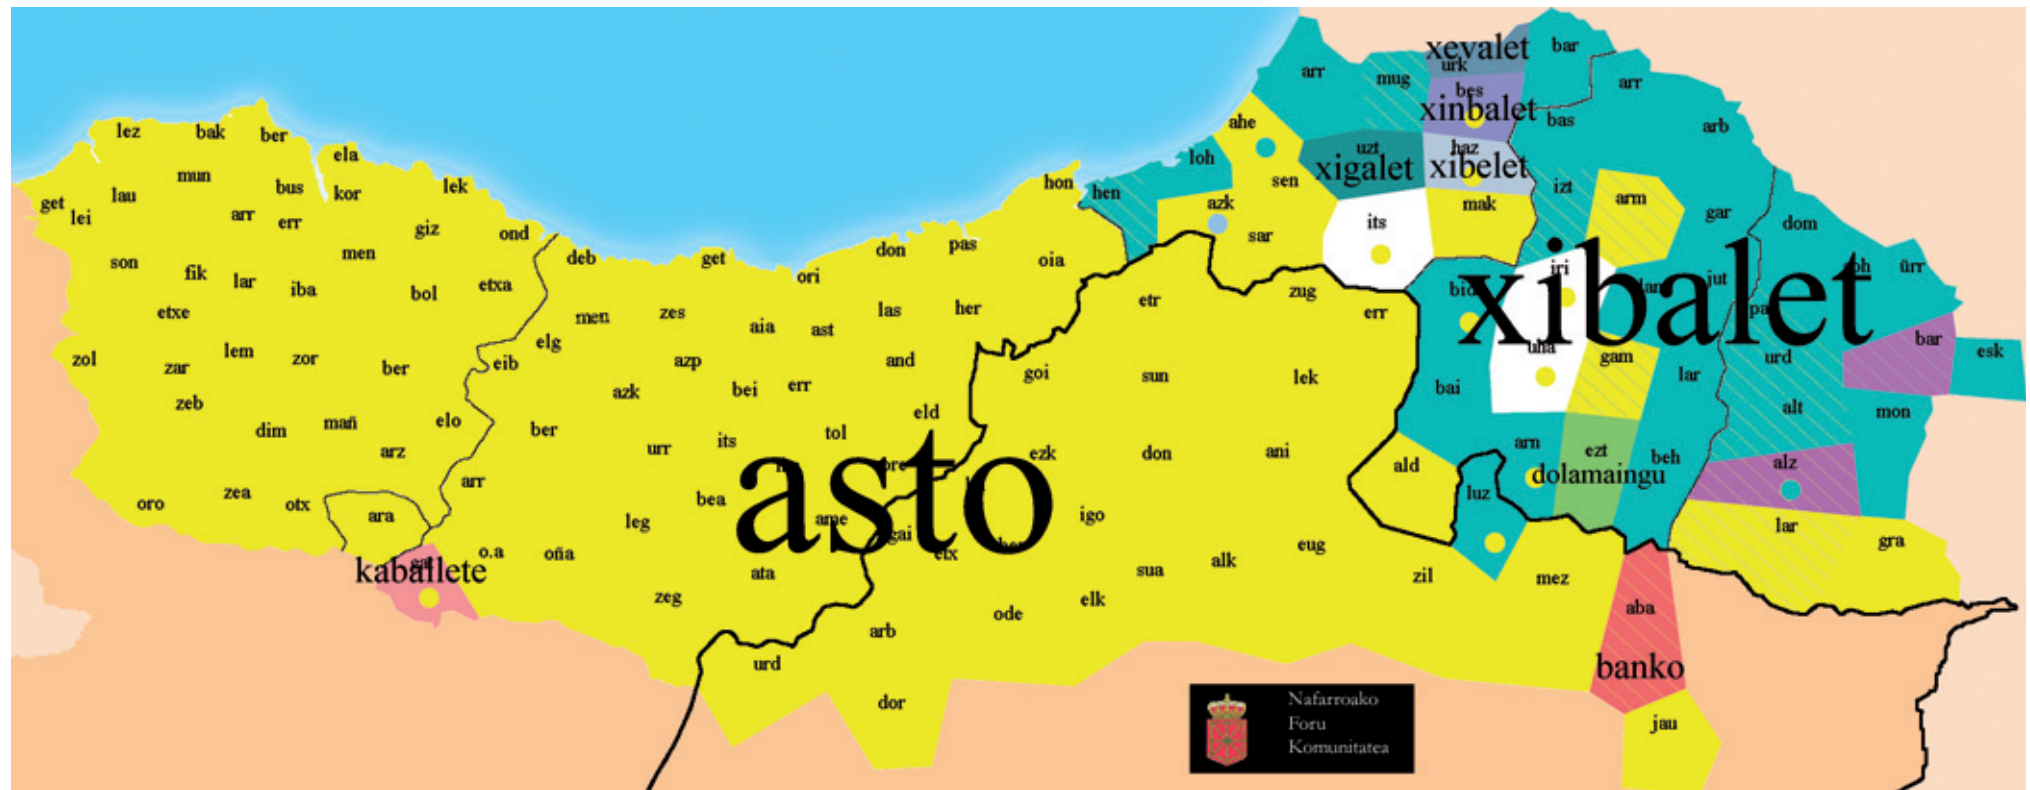 xevalet
bar
urk
arr
mug
arr
bes
xinbalet
bas
arb
ahe
lez
bak
ber
ela
loh
uzt
haz
xigalet
xibelet
mun
bus
kor
lek
hon
hen
sen
izt
lau
get
lei
arr
err
giz
ond
azk
mak
arm
gar
its
dom
sar
men
deb
get
don
pas
oia
son
fik
lar
iba
bol
etxa
ori
iri
ürr
jut
bid
xibalet
etxe
men
zes
aia
ast
las
her
etr
zug
err
pa
elg
uha
gam
urd
bar
esk
zol
zar
lem
zor
ber
eib
azp
and
goi
sun
lek
lar
bai
azk
bei
err
zeb
dim
mañ
elo
ber
eld
alt
mon
arz
urr
its
tol
ezk
don
ani
ald
arn
ezt
beh
alz
asto
dolamaingu
luz
arr
oro
zea
otx
ara
leg
bea
ame
igo
lar
gra
gai
etx
o.a
oña
kaballete
ata
sua
alk
eug
zil
mez
zeg
ode
elk
aba
arb
urd
banko
dor
jau
Nafarroako
Foru
Komunitatea